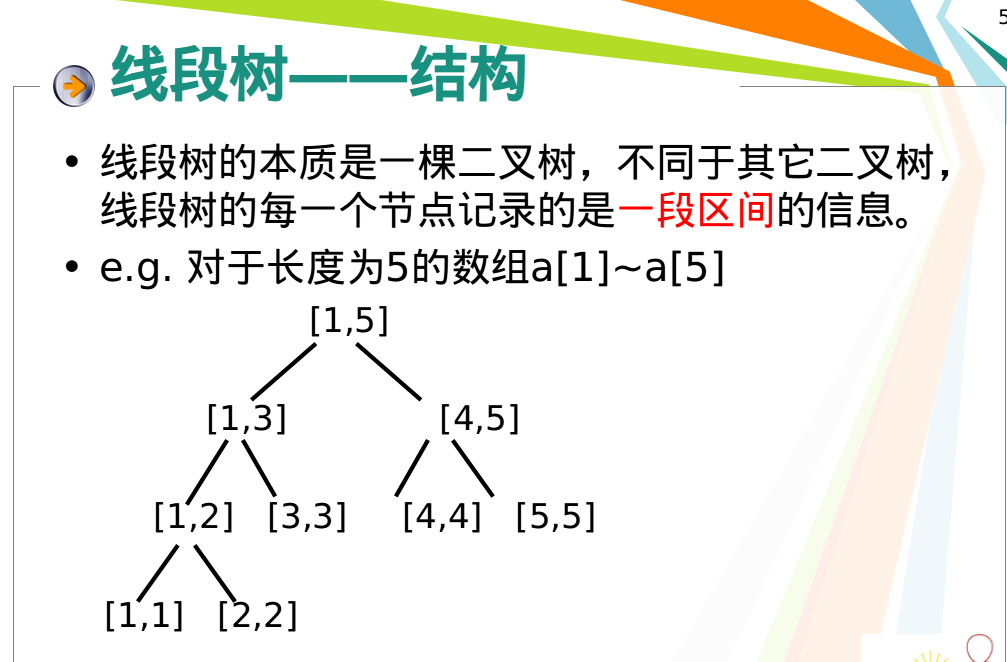 5
线段树——结构
• 线段树的本质是一棵二叉树，不同于其它二叉树，
线段树的每一个节点记录的是一段区间的信息。
• e.g. 对于长度为5的数组a[1]~a[5]
[1,5]
[1,3] [4,5]
[1,2] [3,3] [4,4] [5,5]
[1,1] [2,2]